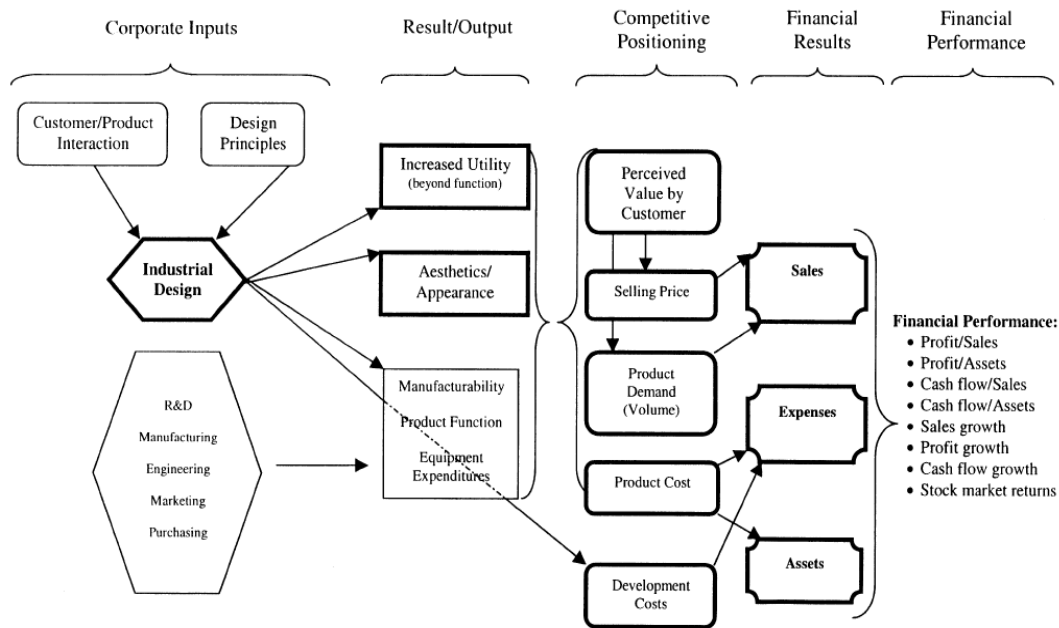 Corporate Inputs
Result/Output
Competitive
Positioning
Financial
Results
Financial
Performance
Customer/Product
Interaction
Design
Principles
Industrial
Design
R&D
Manufacturing
Engineering
Marketing
Purchasing
Increased Utility
(beyond function)
Aesthetics/
Appearance
Manufacturability
Product Function
Equipment
Expenditures
Perceived
Value by
Customer
Selling Price
Product
Demand
(Volume)
Product Cost
Development
Costs
Sales
Expenses
Assets
Financial Performance:
• Profit/Sales
• Profit/Assets
• Cash flow/Sales
• Cash flow/Assets
• Sales growth
• Profit growth
• Cash flow growth
• Stock market returns